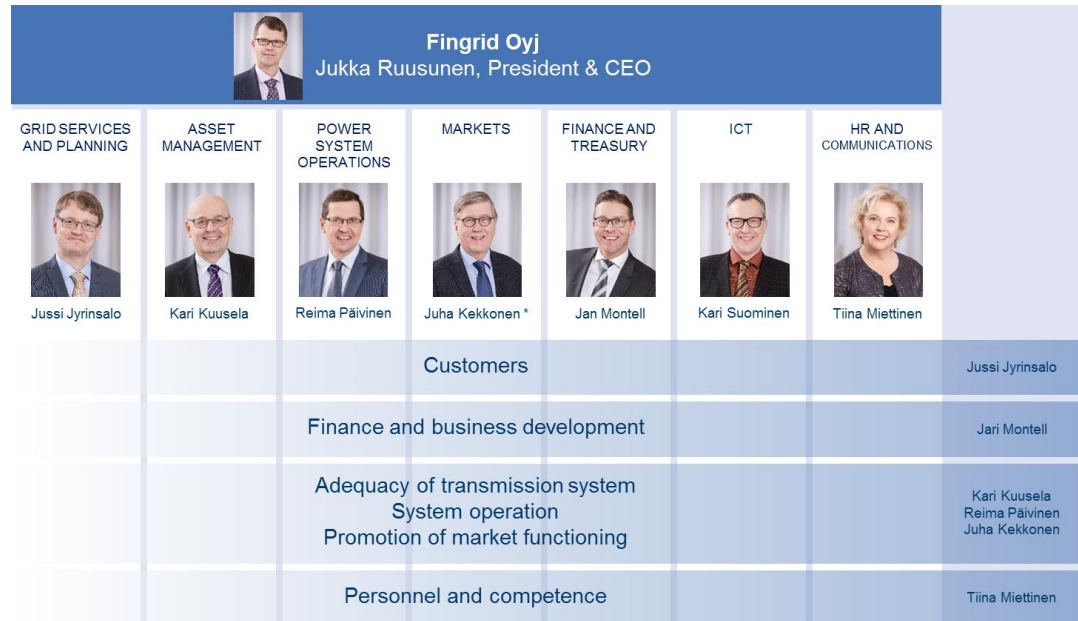 Fingrid Oyj
Jukka Ruusunen, President & CEO
GRID SERVICES
AND PLANNING
ASSET
MANAGEMENT
POWER
SYSTEM
OPERATIONS
MARKETS
FINANCE AND
TREASURY
ICT
HR AND
COMMUNICATIONS
Jussi Jyrinsalo
Kari Kuusela
Reima Päivinen
Juha Kekkonen *
Jan Montell
Kari Suominen
Tiina Miettinen
Customers
Jussi Jyrinsalo
Finance and business development
Jari Montell
Adequacy of transmission system
System operation
Promotion of market functioning
Kari Kuusela
Reima Päivinen
Juha Kekkonen
Personnel and competence
Tiina Miettinen